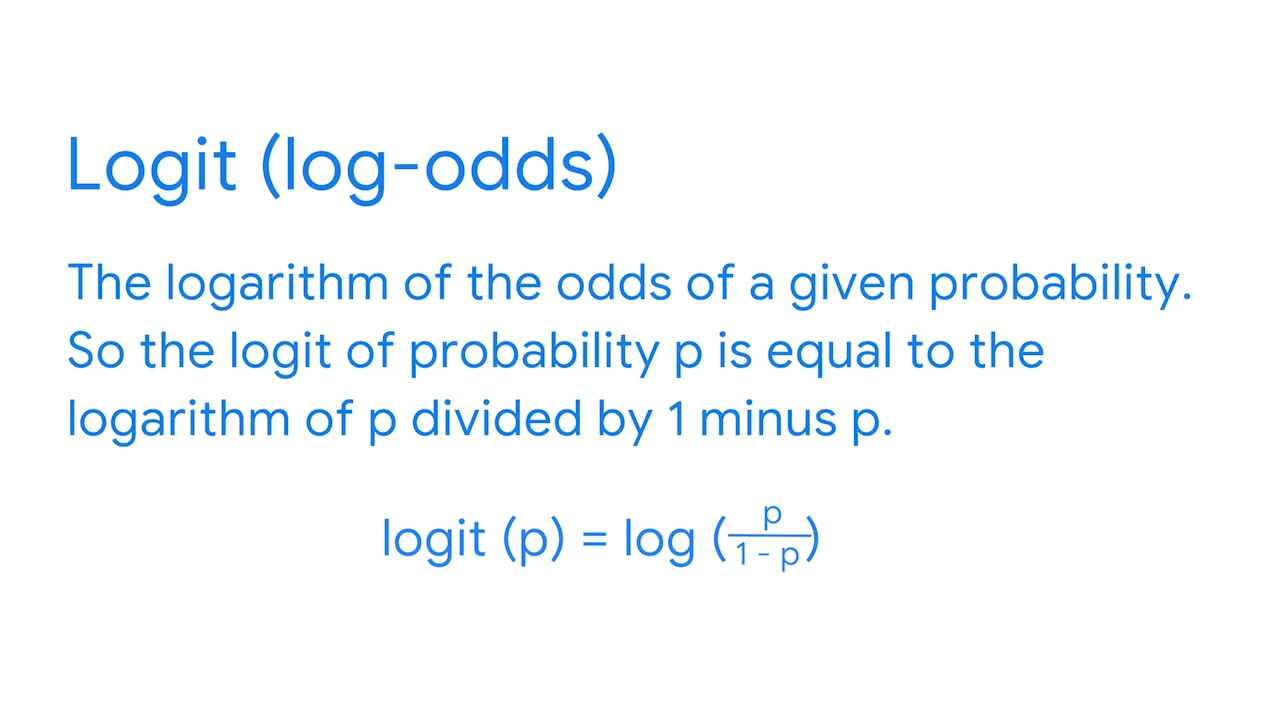 Logit (log-odds)
The logarithm of the odds of a given probability.
So the logit of probability p is equal to the
logarithm of p divided by 1 minus p.
logit (p) = log (p / 1 - p)